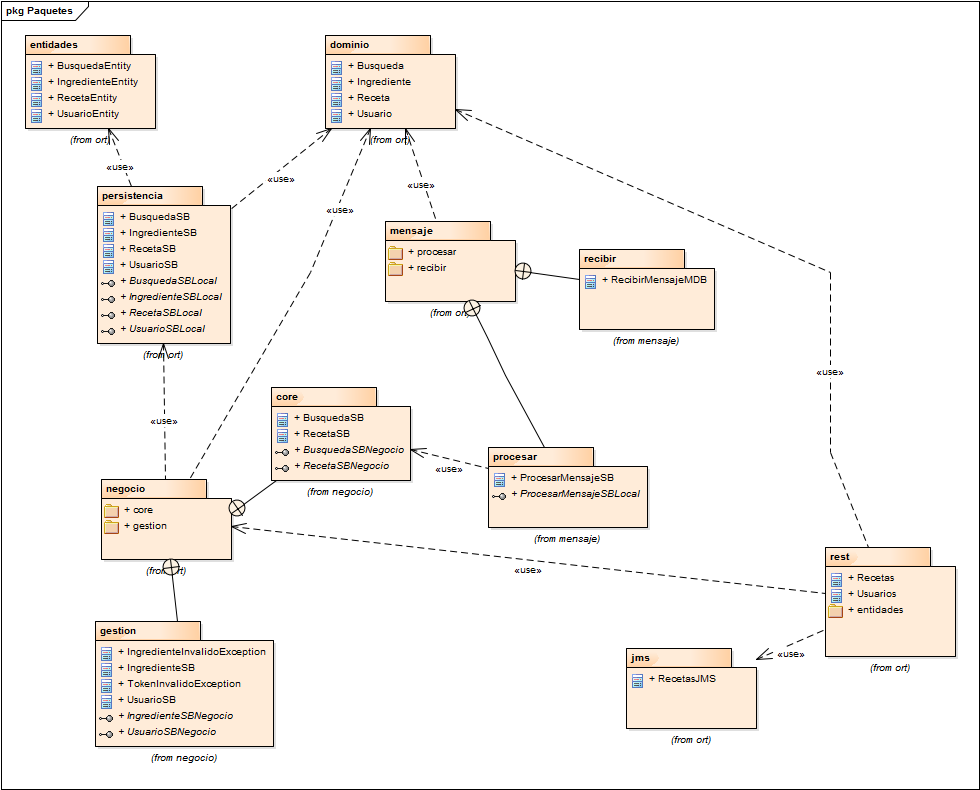 pkg Paquetes
entidades
+ BusquedaEntity
+ IngredienteEntity
+ RecetaEntity
+ UsuarioEntity
(from ort)
dominio
+ Busqueda
+ Ingrediente
+ Receta
+ Usuario
(from ort)
«use»
«use»
«use»
«use»
persistencia
+ BusquedaSB
+ IngredienteSB
+ RecetaSB
+ UsuarioSB
+ BusquedaSBLocal
+ IngredienteSBLocal
+ RecetaSBLocal
+ UsuarioSBLocal
(from ort)
mensaje
+ procesar
+ recibir
(from ort)
recibir
+ RecibirMensajeMDB
(from mensaje)
«use»
«use»
core
+ BusquedaSB
+ RecetaSB
+ BusquedaSBNegocio
+ RecetaSBNegocio
(from negocio)
«use»
procesar
+ ProcesarMensajeSB
+ ProcesarMensajeSBLocal
(from mensaje)
negocio
+ core
+ gestion
(from ort)
«use»
rest
+ Recetas
+ Usuarios
+ entidades
(from ort)
gestion
+ IngredienteInvalidoException
+ IngredienteSB
+ TokenInvalidoException
+ UsuarioSB
+ IngredienteSBNegocio
+ UsuarioSBNegocio
(from negocio)
«use»
jms
+ RecetasJMS
(from ort)